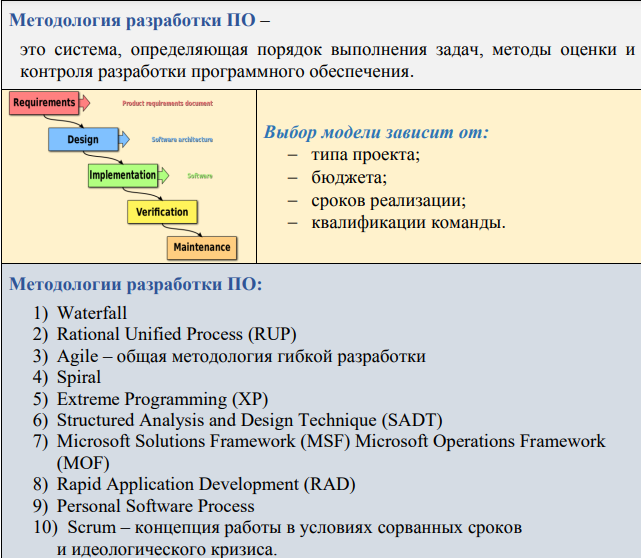 Методология разработки ПО –
это система, определяющая порядок выполнения задач, методы оценки и
контроля разработки программного обеспечения.
Requirements
Product requirements document
Design
Software architecture
Implementation
Software
Verification
Maintenance
Выбор модели зависит от:
– типа проекта;
– бюджета;
– сроков реализации;
– квалификации команды.
Методологии разработки ПО:
1) Waterfall
2) Rational Unified Process (RUP)
3) Agile – общая методология гибкой разработки
4) Spiral
5) Extreme Programming (XP)
6) Structured Analysis and Design Technique (SADT)
7) Microsoft Solutions Framework (MSF) Microsoft Operations Framework
(MOF)
8) Rapid Application Development (RAD)
9) Personal Software Process
10) Scrum – концепция работы в условиях сорванных сроков
и идеологического кризиса.